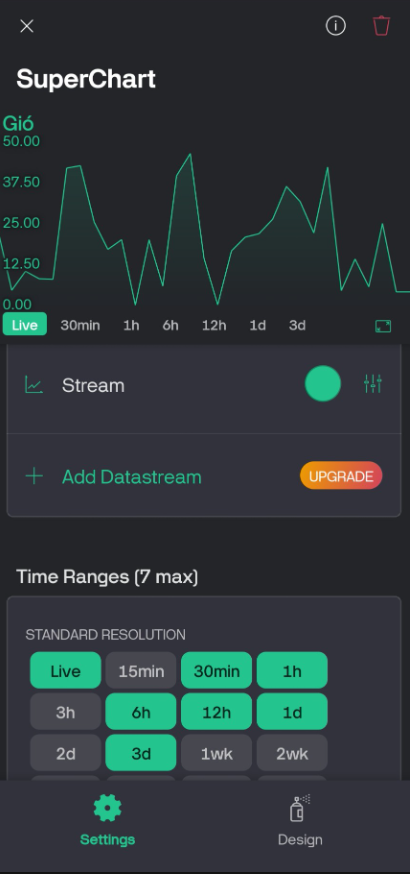 SuperChart
Gió
50.00
37.50
25.00
12.50
0.00
Live 30min 1h 6h 12h 1d 3d
Stream
Add Datastream UPGRADE
Time Ranges (7 max)
STANDARD RESOLUTION
Live 15min 30min 1h
3h 6h 12h 1d
2d 3d 1wk 2wk
Settings Design